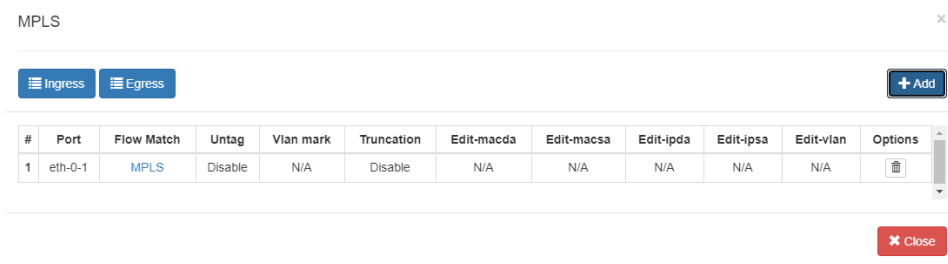 MPLS ×
Ingress Egress + Add
# Port Flow Match Untag Vlan mark Truncation Edit-macda Edit-macsa Edit-ipda Edit-ipsa Edit-vlan Options
1 eth-0-1 MPLS Disable N/A Disable N/A N/A N/A N/A N/A
Close